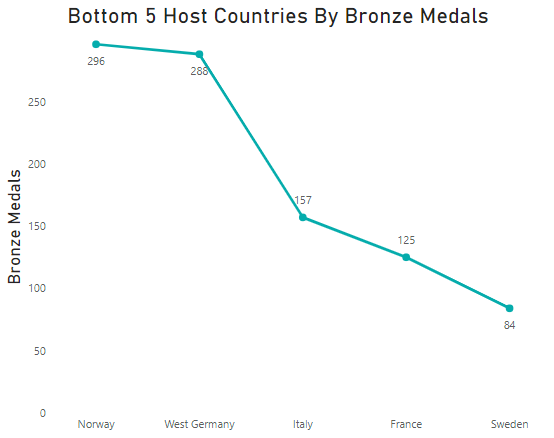 Bottom 5 Host Countries By Bronze Medals
Bronze Medals
250
200
150
100
50
0
296
288
157
125
84
Norway
West Germany
Italy
France
Sweden